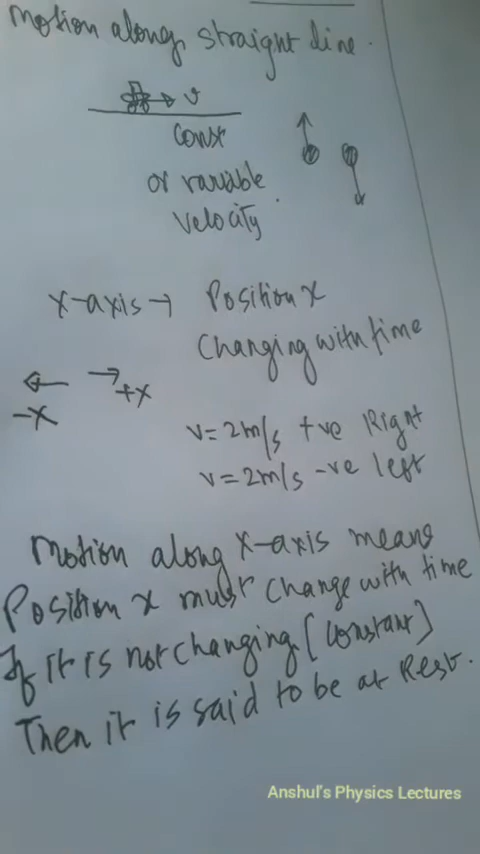 Motion along straight line.
v
Const
or variable
velocity
x-axis → Position x
Changing with time
-x +x
v=2m/s +ve Right
v=2m/s -ve left
Motion along x-axis means
Position x must change with time
If it is not changing [constant]
Then it is said to be at Rest.
Anshul's Physics Lectures